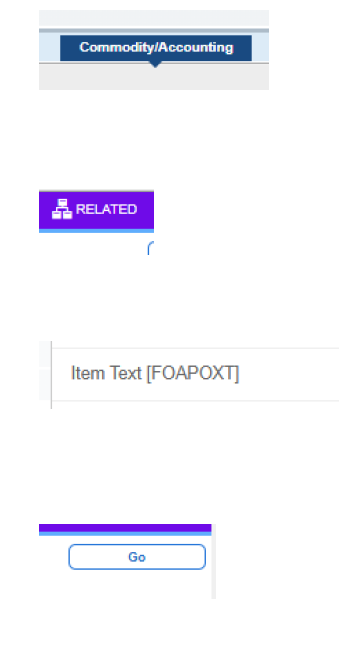 Commodity/Accounting
RELATED
Item Text [FOAPOXT]
Go